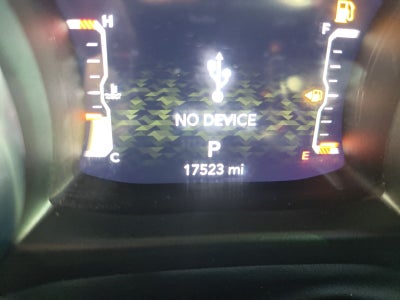 H F
NO DEVICE
P
C E
17523 mi